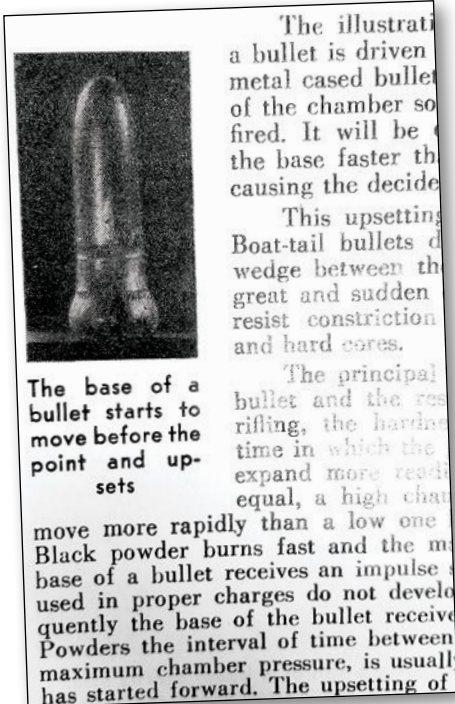 The illustrati
a bullet is driven
metal cased bullet
of the chamber so
fired. It will be
the base faster th
causing the decide
This upsetting
Boat-tail bullets d
wedge between th
great and sudden
resist constriction
and hard cores.
The principal
bullet and the res
rifling, the hardne
time in which the
expand more readi
equal, a high cham
The base of a
bullet starts to
move before the
point and up-
sets
move more rapidly than a low one
Black powder burns fast and the ma
base of a bullet receives an impulse
used in proper charges do not develo
quently the base of the bullet receive
Powders the interval of time between
maximum chamber pressure, is usuall
has started forward. The upsetting of